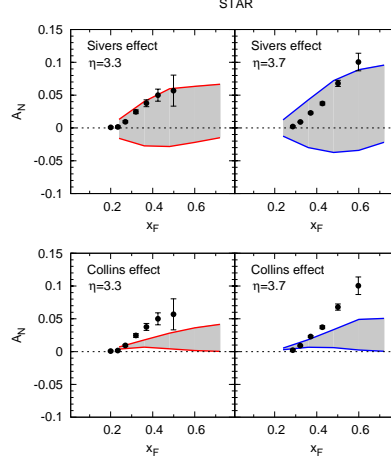 STAR
Sivers effect
η=3.3
Sivers effect
η=3.7
A_N
0.15
0.1
0.05
0
-0.05
-0.1
0.2 0.4 0.6
0.2 0.4 0.6
x_F
x_F
Collins effect
η=3.3
Collins effect
η=3.7
A_N
0.15
0.1
0.05
0
-0.05
-0.1
0.2 0.4 0.6
0.2 0.4 0.6
x_F
x_F